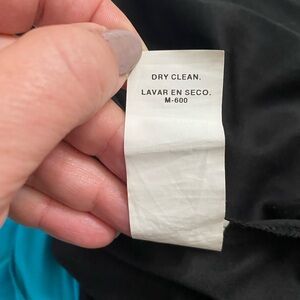 DRY CLEAN.
LAVAR EN SECO.
M-600